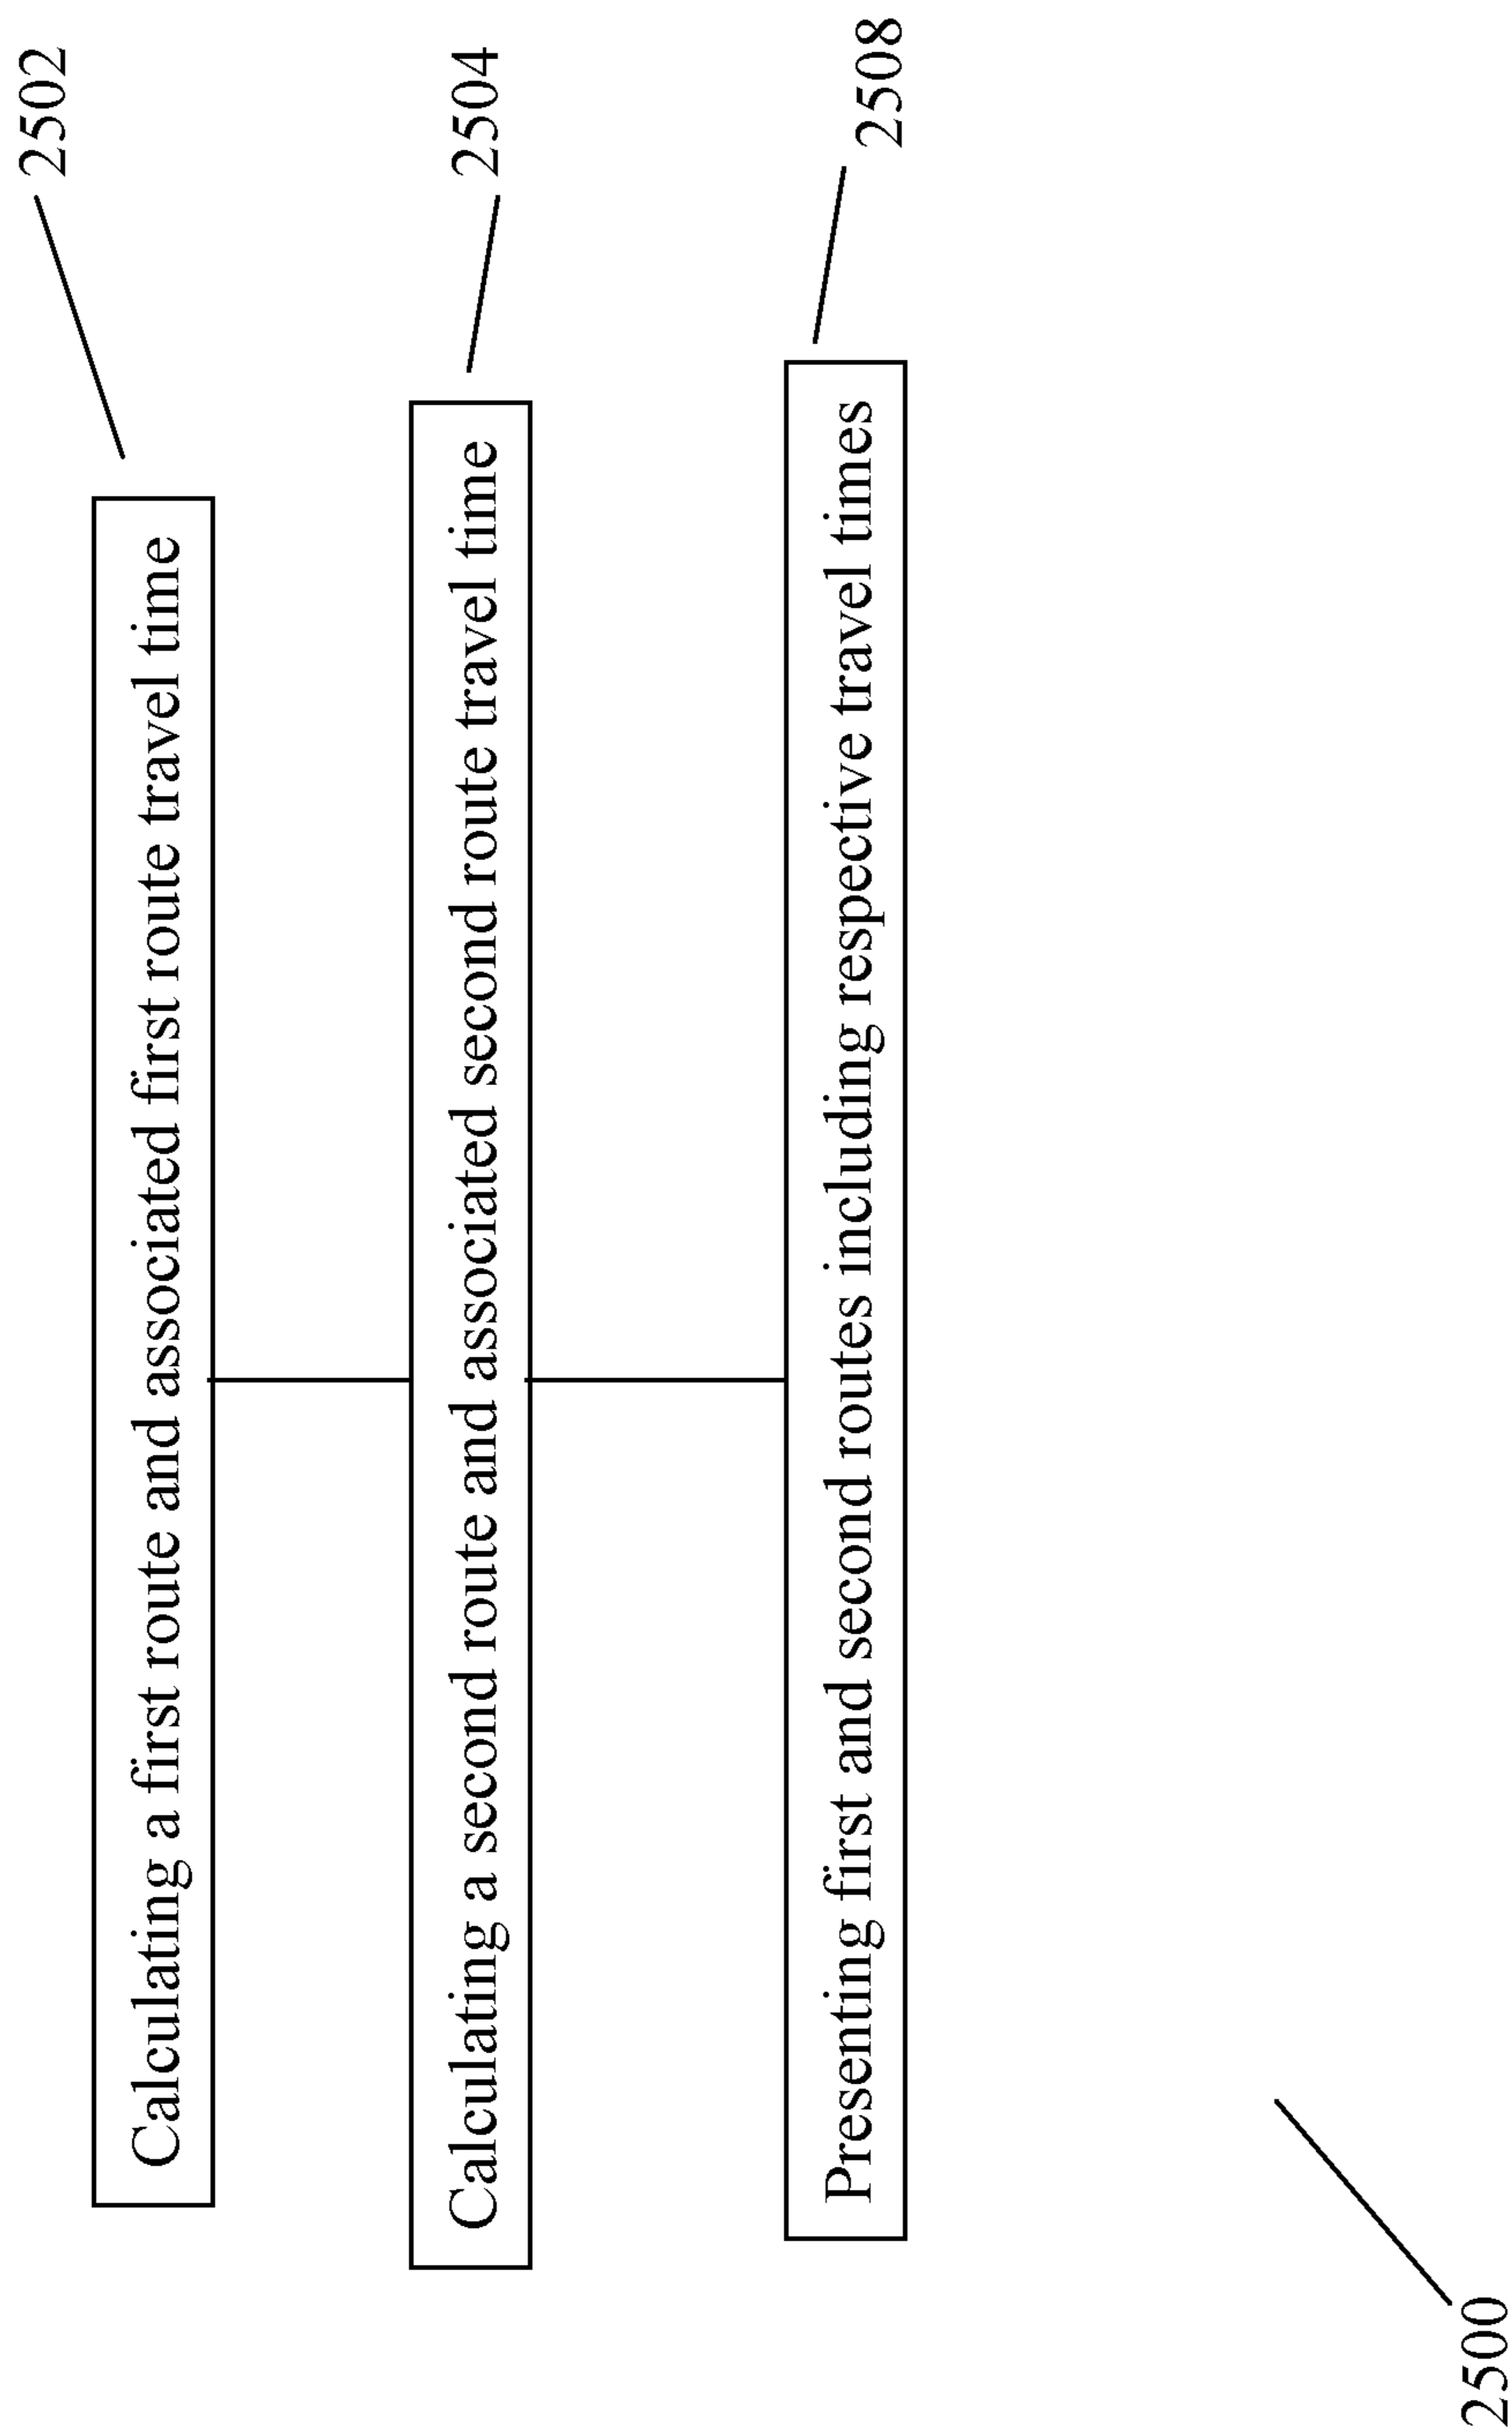 2502
Calculating a first route and associated first route travel time
2504
Calculating a second route and associated second route travel time
2508
Presenting first and second routes including respective travel times
2500